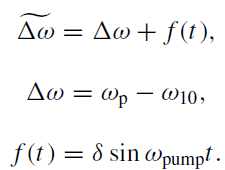 $\widetilde{\Delta\omega} = \Delta\omega + f(t),$
$\Delta\omega = \omega_{\mathrm{p}} - \omega_{10},$
$f(t) = \delta \sin \omega_{\mathrm{pump}} t.$